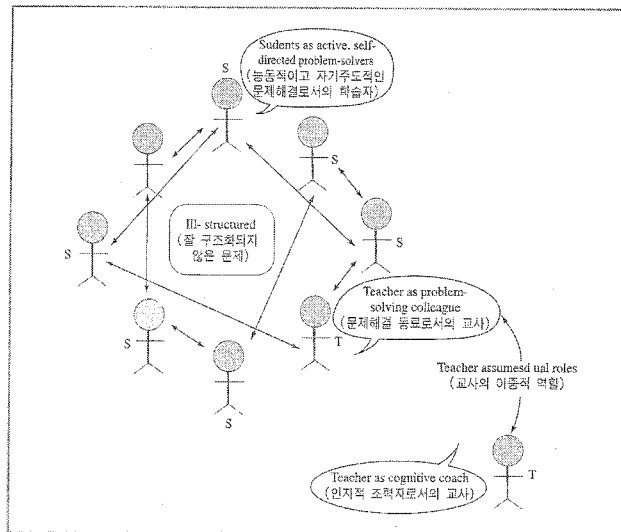 Sudents as active, self-
directed problem-solvers
(능동적이고 자기주도적인
문제해결로서의 학습자)
S
S
Ill- structured
(잘 구조화되지
않은 문제)
S
S
Teacher as problem-
solving colleague
(문제해결 동료로서의 교사)
S
T
S
Teacher assumesd ual roles
(교사의 이중적 역할)
Teacher as cognitive coach
(인지적 조력자로서의 교사)
T